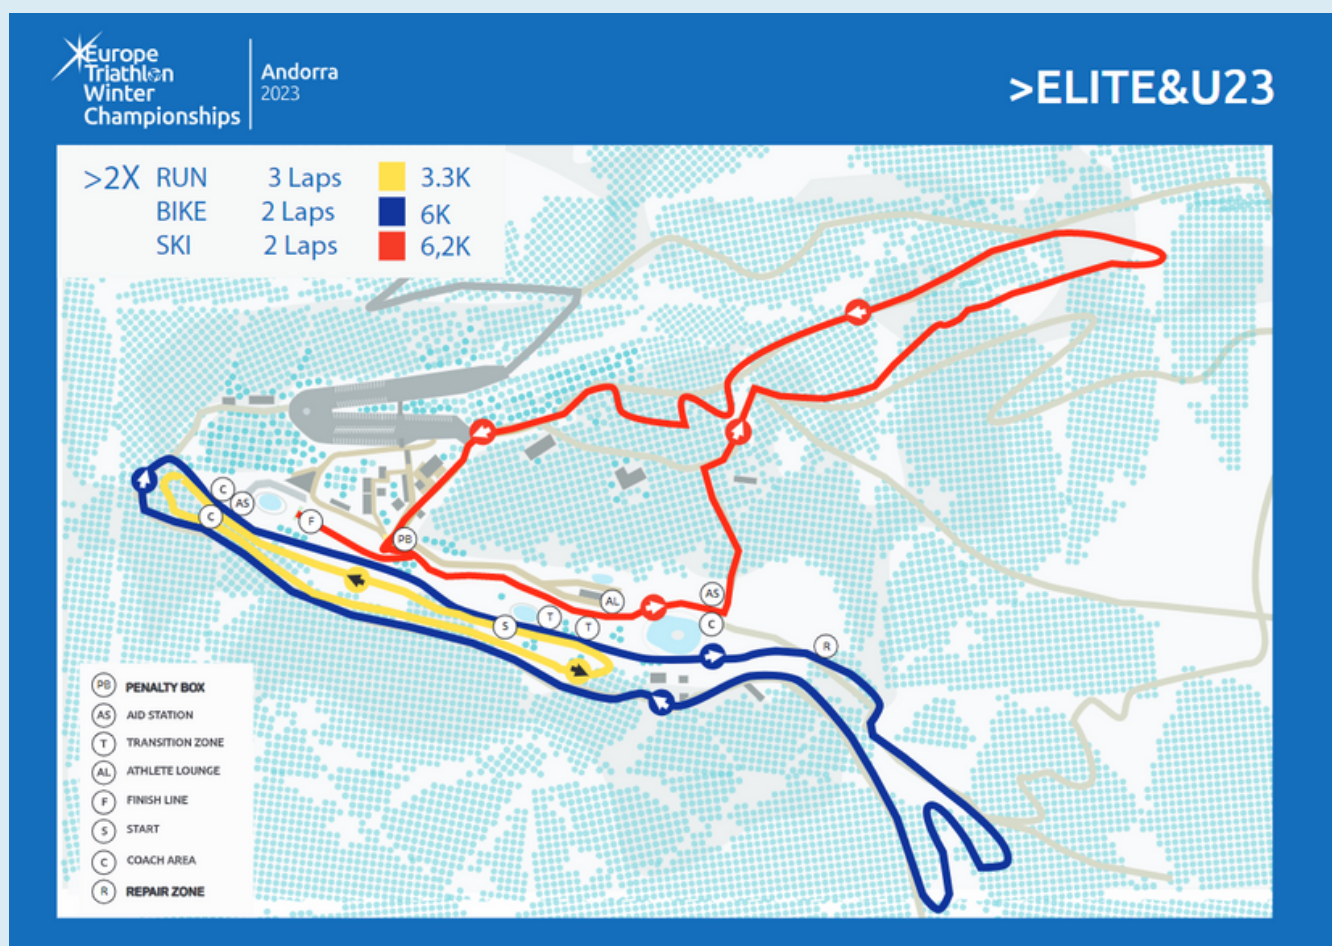 Europe
Triathlon
Winter
Championships
Andorra
2023
>ELITE&U23
>2X RUN 3 Laps 3.3K
BIKE 2 Laps 6K
SKI 2 Laps 6,2K
C
AS
C
F
PB
AL
AS
T
S
T
C
R
PB PENALTY BOX
AS AID STATION
T TRANSITION ZONE
AL ATHLETE LOUNGE
F FINISH LINE
S START
C COACH AREA
R REPAIR ZONE